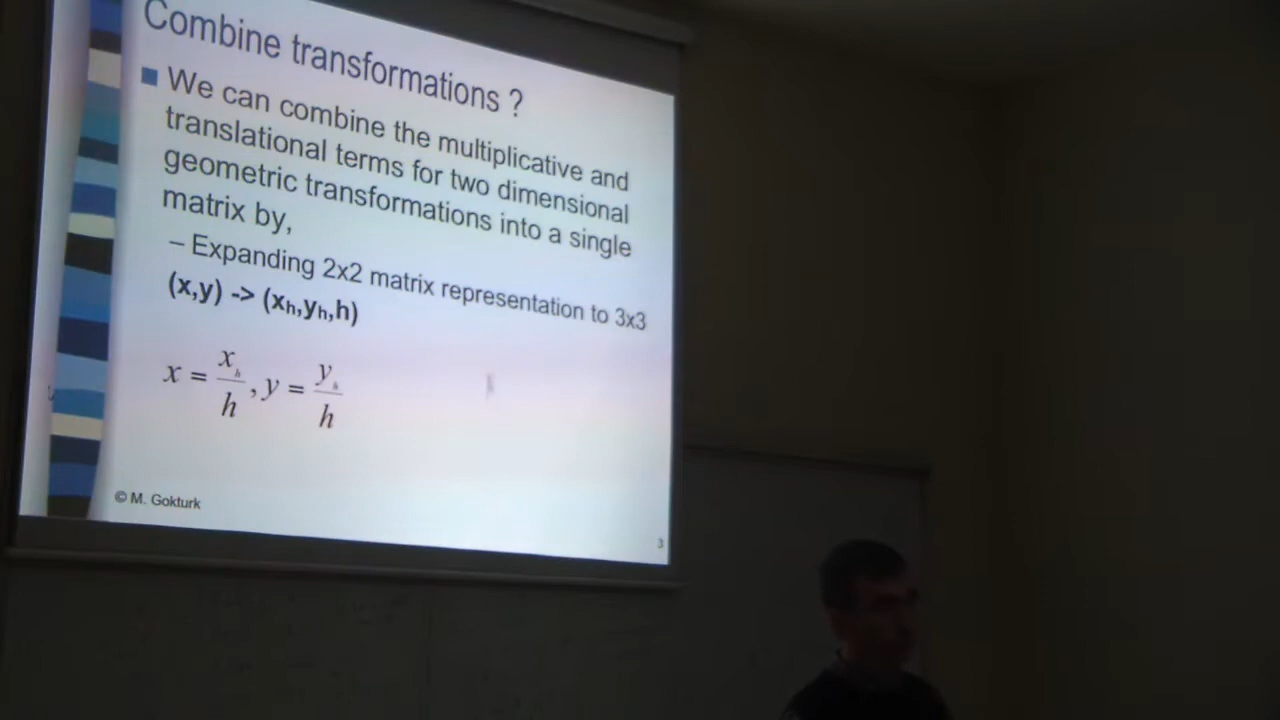 Combine transformations ?
We can combine the multiplicative and
translational terms for two dimensional
geometric transformations into a single
matrix by,
– Expanding 2x2 matrix representation to 3x3
(x,y) -> (xₕ,yₕ,h)
x = xₕ/h , y = yₕ/h
© M. Gokturk
3